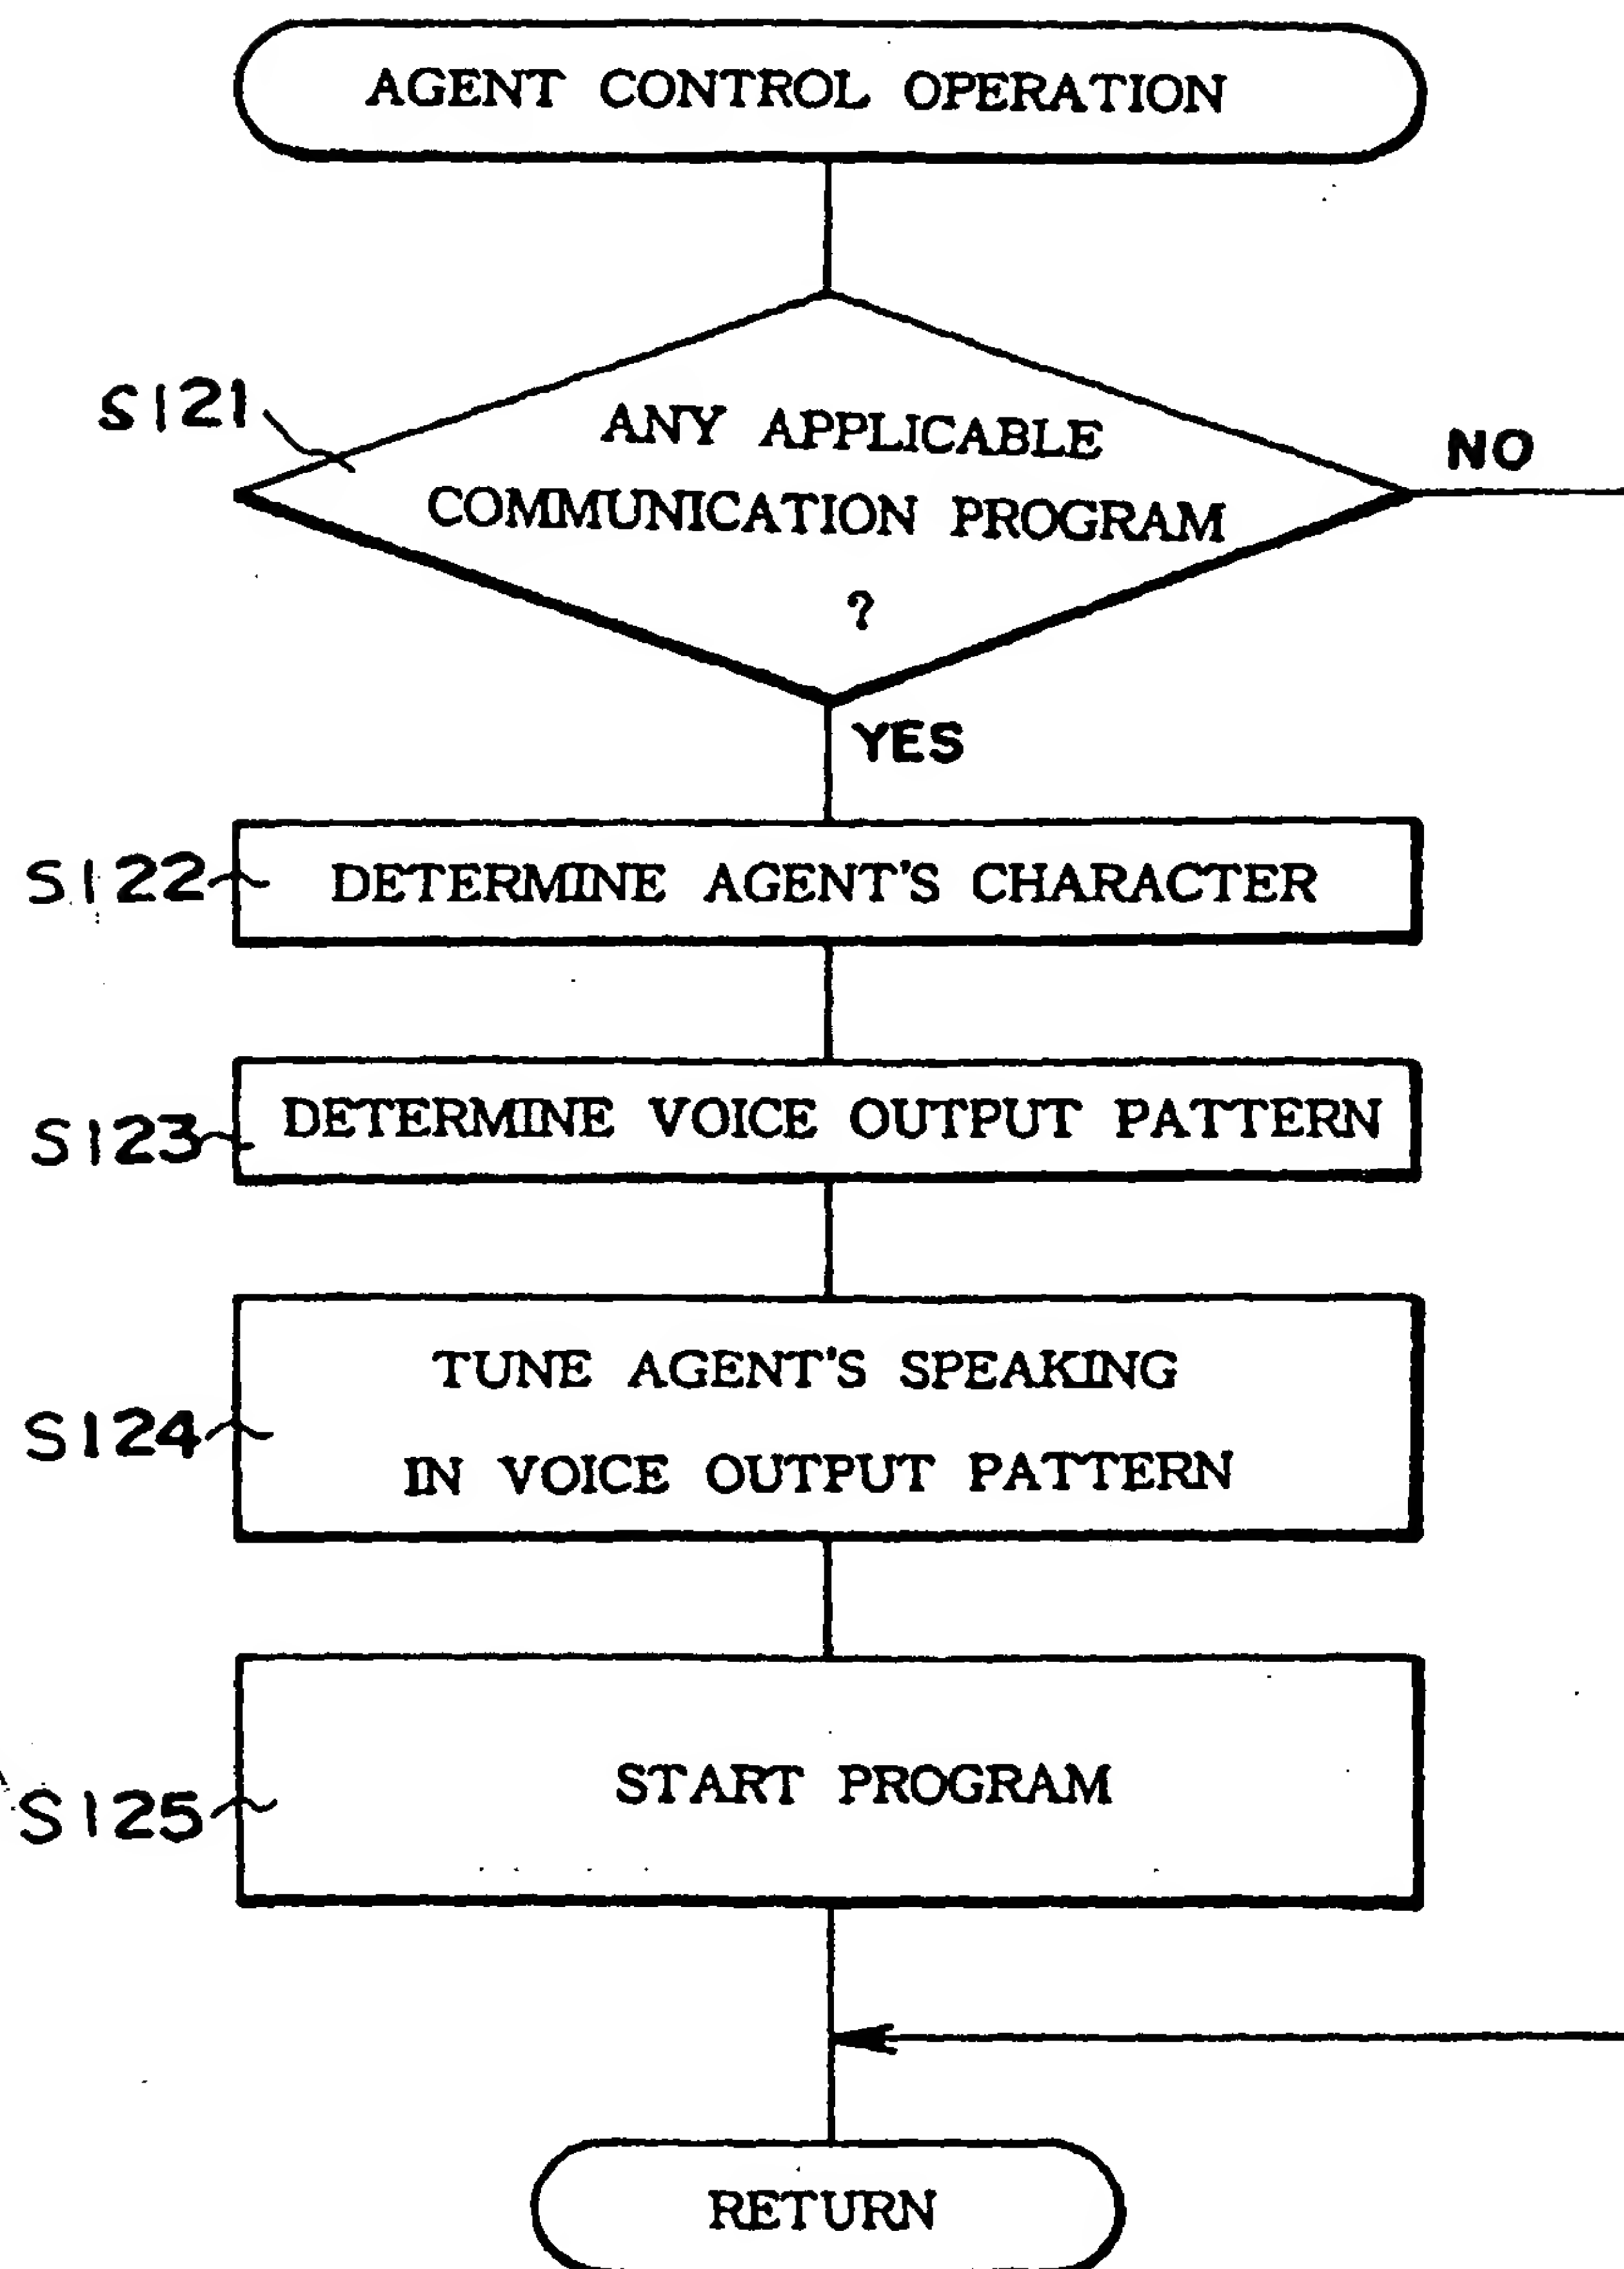 AGENT CONTROL OPERATION
S121
ANY APPLICABLE
COMMUNICATION PROGRAM
?
NO
YES
S122
DETERMINE AGENT'S CHARACTER
S123
DETERMINE VOICE OUTPUT PATTERN
S124
TUNE AGENT'S SPEAKING
IN VOICE OUTPUT PATTERN
S125
START PROGRAM
RETURN